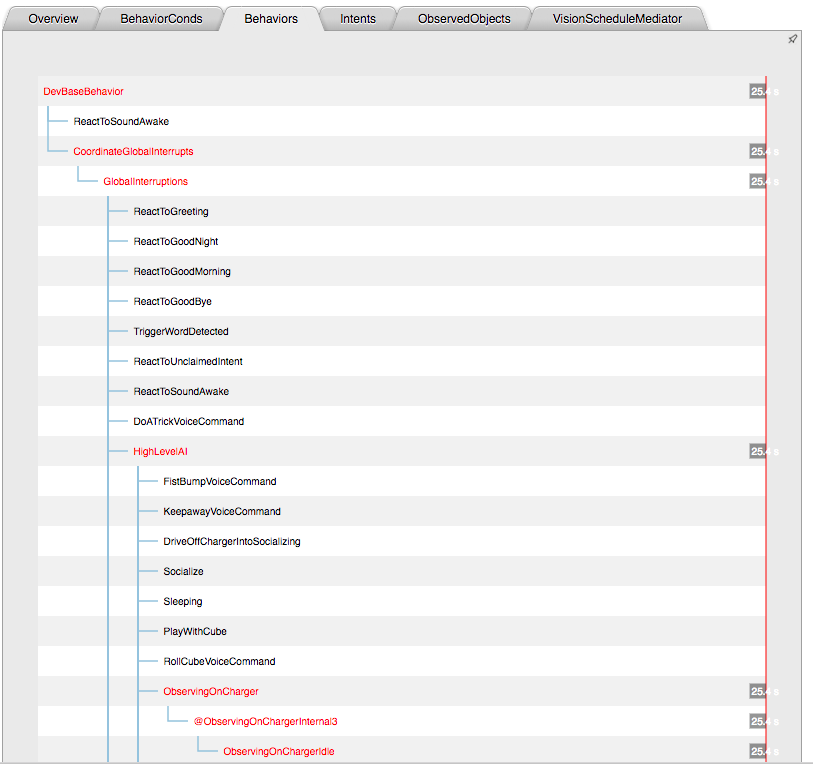 Overview BehaviorConds Behaviors Intents ObservedObjects VisionScheduleMediator
DevBaseBehavior 25.4 s
ReactToSoundAwake
CoordinateGlobalInterrupts 25.4 s
GlobalInterruptions 25.4 s
ReactToGreeting
ReactToGoodNight
ReactToGoodMorning
ReactToGoodBye
TriggerWordDetected
ReactToUnclaimedIntent
ReactToSoundAwake
DoATrickVoiceCommand
HighLevelAI 25.4 s
FistBumpVoiceCommand
KeepawayVoiceCommand
DriveOffChargerIntoSocializing
Socialize
Sleeping
PlayWithCube
RollCubeVoiceCommand
ObservingOnCharger 25.4 s
@ObservingOnChargerInternal3 25.4 s
ObservingOnChargerIdle 25.4 s